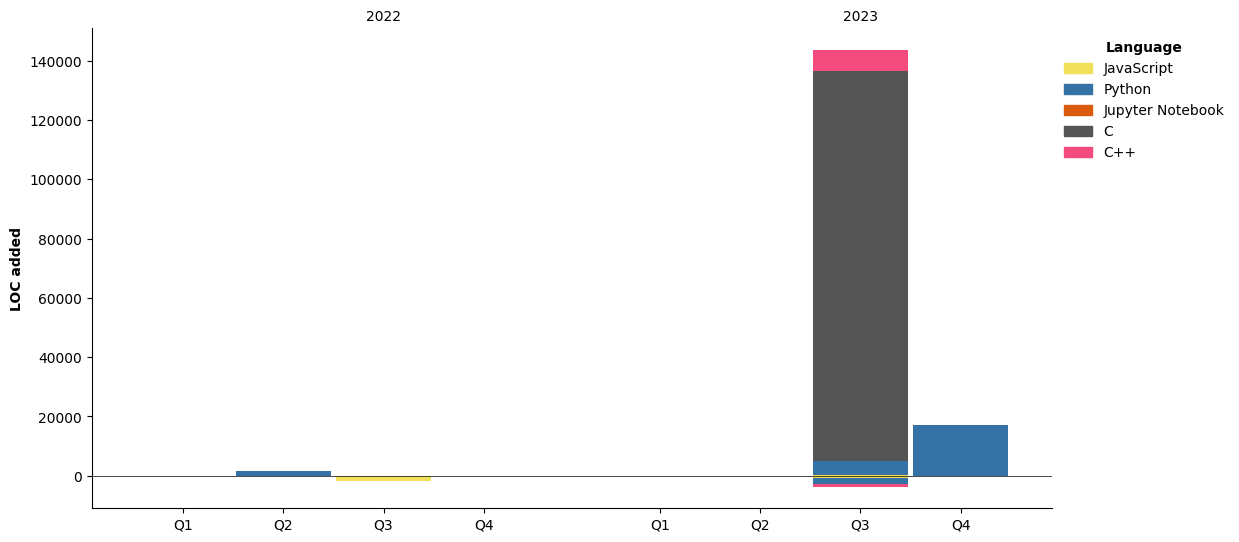 2022
2023
140000
120000
100000
80000
60000
40000
20000
0
LOC added
Q1
Q2
Q3
Q4
Q1
Q2
Q3
Q4
Language
JavaScript
Python
Jupyter Notebook
C
C++